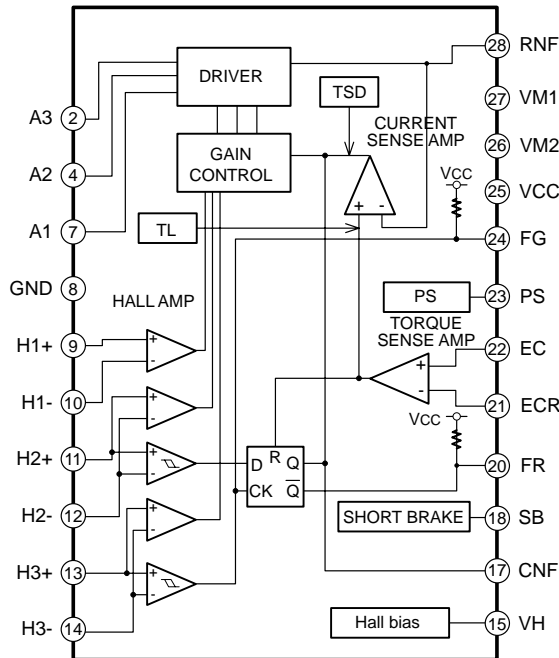 28 RNF
DRIVER
TSD
27 VM1
A3 2
CURRENT
SENSE AMP
26 VM2
GAIN
CONTROL
A2 4
VCC
25 VCC
+ -
A1 7
TL
24 FG
GND 8
PS
23 PS
HALL AMP
TORQUE
SENSE AMP
H1+ 9
+
-
22 EC
+
-
H1- 10
21 ECR
+
-
VCC
H2+ 11
+
-
D R Q
CK Q
20 FR
H2- 12
+
-
SHORT BRAKE
18 SB
H3+ 13
+
-
17 CNF
H3- 14
Hall bias
15 VH